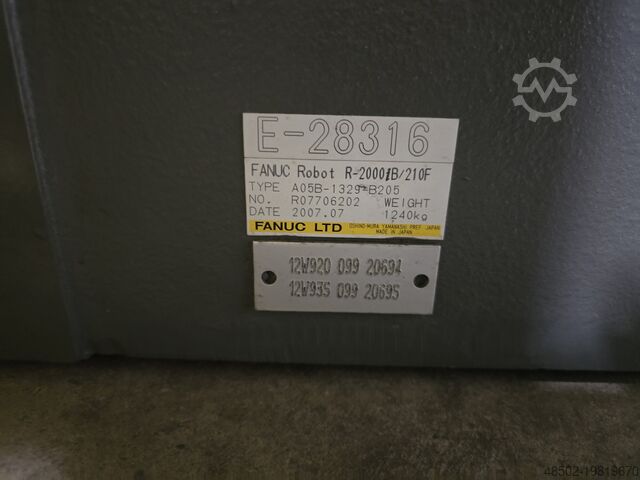 E-28316
FANUC Robot R-2000iB/210F
TYPE A05B-1329-B205
NO. R07706202 WEIGHT
DATE 2007.07 1240kg
FANUC LTD OSHINO-MURA, YAMANASHI PREF. JAPAN
MADE IN JAPAN
12W920 099 20694
12W935 099 20695
48502-19819670